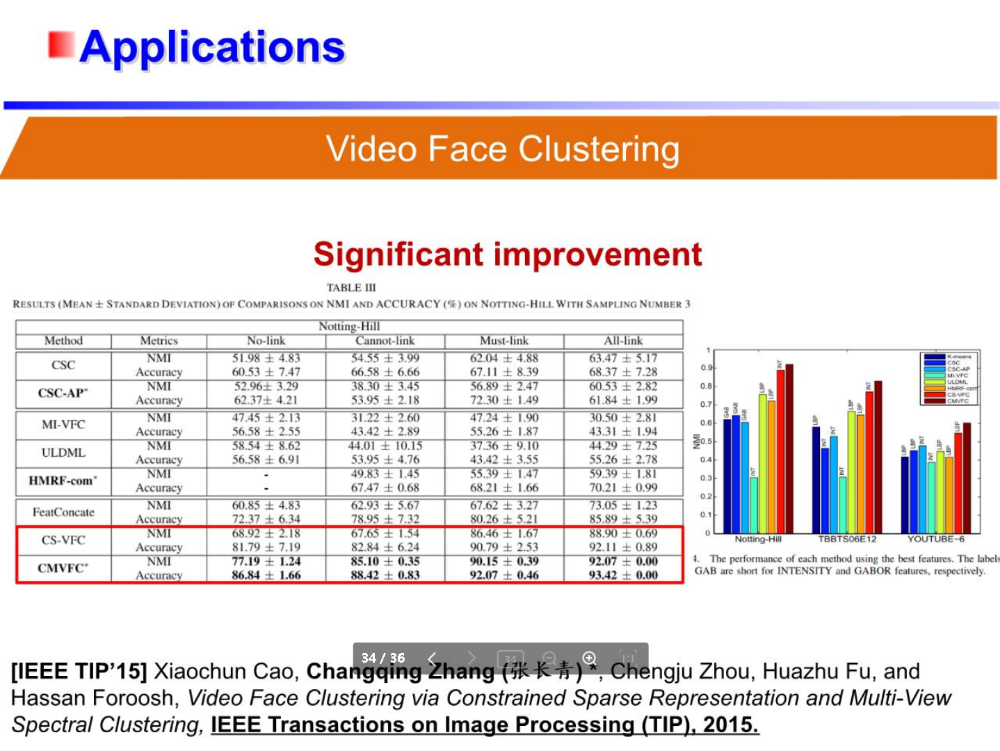 Applications
Video Face Clustering
Significant improvement
TABLE III
RESULTS (MEAN ± STANDARD DEVIATION) OF COMPARISONS ON NMI AND ACCURACY (%) ON NOTTING-HILL WITH SAMPLING NUMBER 3
Notting-Hill
Method Metrics No-link Cannot-link Must-link All-link
CSC NMI 51.98 ± 4.83 54.55 ± 3.99 62.04 ± 4.88 63.47 ± 5.17
Accuracy 60.53 ± 7.47 66.58 ± 6.66 67.11 ± 8.39 68.37 ± 7.28
CSC-AP* NMI 52.96± 3.29 38.30 ± 3.45 56.89 ± 2.47 60.53 ± 2.82
Accuracy 62.37± 4.21 53.95 ± 2.18 72.30 ± 1.49 61.84 ± 1.99
MI-VFC NMI 47.45 ± 2.13 31.22 ± 2.60 47.24 ± 1.90 30.50 ± 2.81
Accuracy 56.58 ± 2.55 43.42 ± 2.89 55.26 ± 1.87 43.31 ± 1.94
ULDML NMI 58.54 ± 8.62 44.01 ± 10.15 37.36 ± 9.10 44.29 ± 7.25
Accuracy 56.58 ± 6.91 53.95 ± 4.76 43.42 ± 3.55 55.26 ± 2.78
HMRF-com* NMI - 49.83 ± 1.45 55.39 ± 1.47 59.39 ± 1.81
Accuracy - 67.47 ± 0.68 68.21 ± 1.66 70.21 ± 0.99
FeatConcate NMI 60.85 ± 4.83 62.93 ± 5.67 67.62 ± 3.27 73.05 ± 1.23
Accuracy 72.37 ± 6.34 78.95 ± 7.32 80.26 ± 5.21 85.89 ± 5.39
CS-VFC NMI 68.92 ± 2.18 67.65 ± 1.54 86.46 ± 1.67 88.90 ± 0.69
Accuracy 81.79 ± 7.19 82.84 ± 6.24 90.79 ± 2.53 92.11 ± 0.89
CMVFC* NMI 77.19 ± 1.24 85.10 ± 0.35 90.15 ± 0.39 92.07 ± 0.00
Accuracy 86.84 ± 1.66 88.42 ± 0.83 92.07 ± 0.46 93.42 ± 0.00
NMI
1
0.9
0.8
0.7
0.6
0.5
0.4
0.3
0.2
0.1
0
GAB GAB GAB INT LBP LBP INT
LBP INT INT INT LBP LBP INT
LBP LBP INT INT LBP LBP LBP
K-means
CSC
CSC-AP
MI-VFC
ULDML
HMRF-com
CS-VFC
CMVFC
Notting-Hill TBBTS06E12 YOUTUBE-6
4. The performance of each method using the best features. The labels
GAB are short for INTENSITY and GABOR features, respectively.
34 / 36
34
1:1
[IEEE TIP’15] Xiaochun Cao, Changqing Zhang (张长青) *, Chengju Zhou, Huazhu Fu, and
Hassan Foroosh, Video Face Clustering via Constrained Sparse Representation and Multi-View
Spectral Clustering, IEEE Transactions on Image Processing (TIP), 2015.